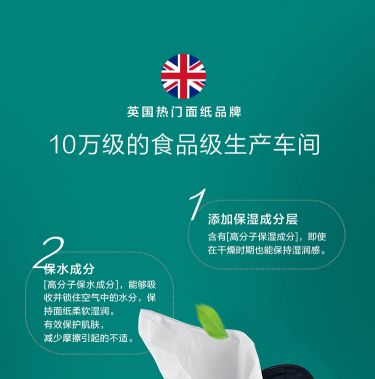 英国热门面纸品牌
10万级的食品级生产车间
1
添加保湿成分层
含有[高分子保湿成分]，即使
在干燥时期也能保持湿润感。
2
保水成分
[高分子保水成分]，能够吸
收并锁住空气中的水分，保
持面纸柔软湿润。
有效保护肌肤，
减少摩擦引起的不适。